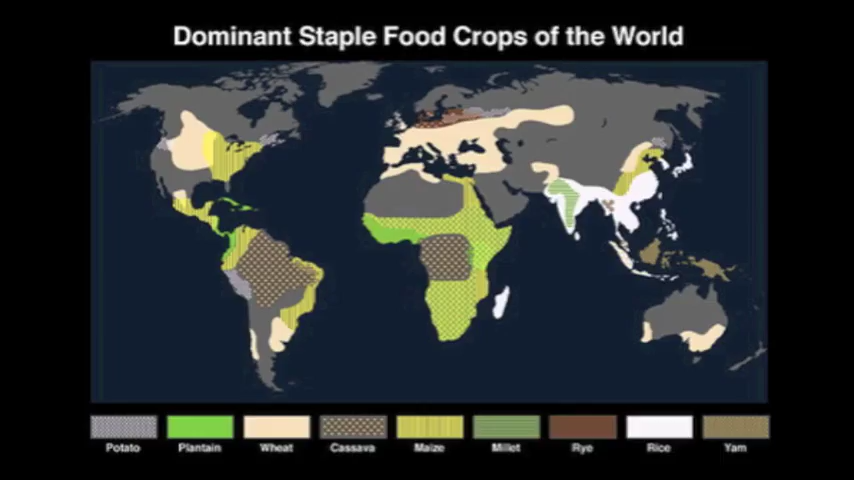 Dominant Staple Food Crops of the World
Potato
Plantain
Wheat
Cassava
Maize
Millet
Rye
Rice
Yam